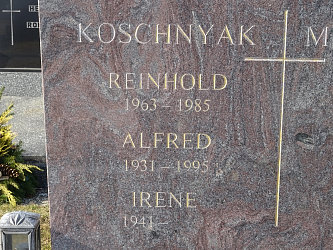 KOSCHNYAK M
REINHOLD
1963 – 1985
ALFRED
1931 – 1995
IRENE
1941 –